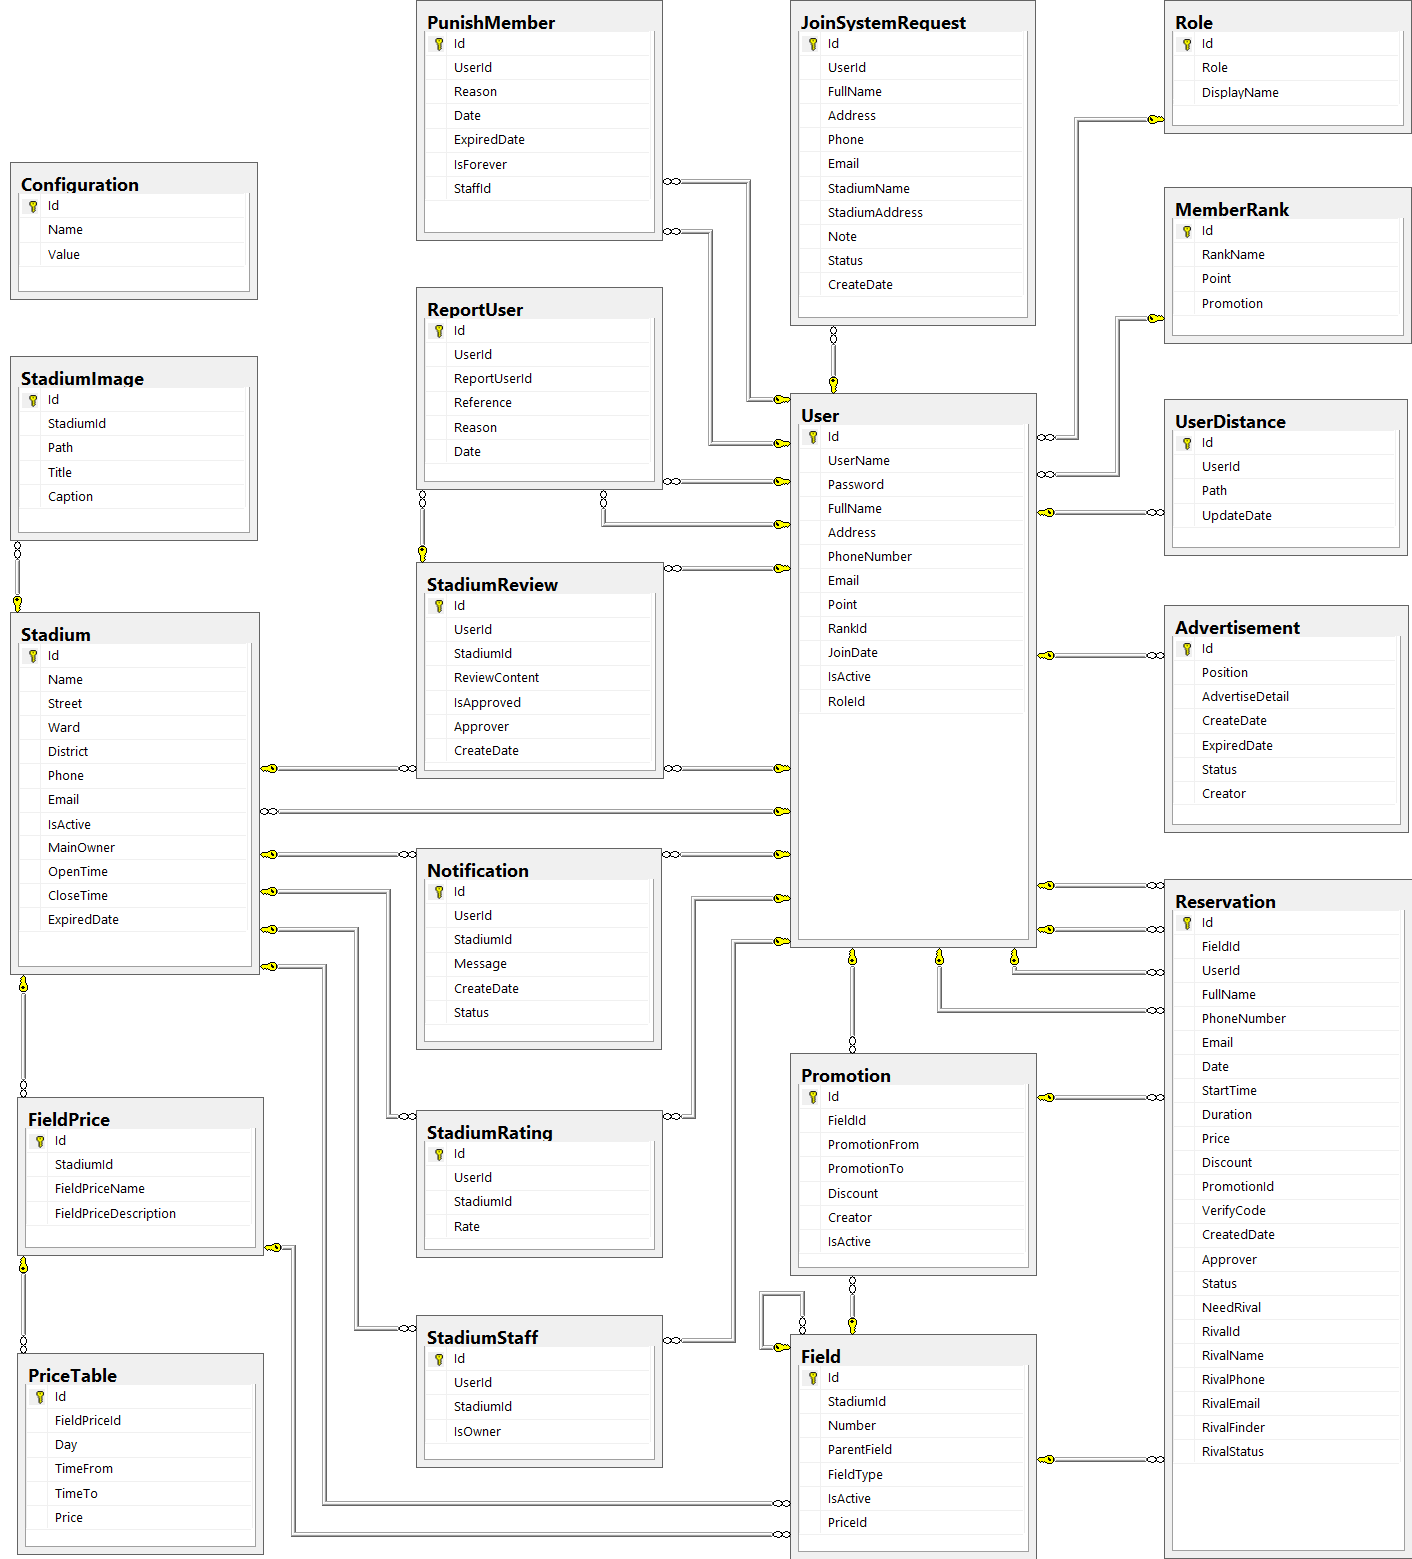 PunishMember
Id
UserId
Reason
Date
ExpiredDate
IsForever
StaffId
JoinSystemRequest
Id
UserId
FullName
Address
Phone
Email
StadiumName
StadiumAddress
Note
Status
CreateDate
Role
Id
Role
DisplayName
Configuration
Id
Name
Value
MemberRank
Id
RankName
Point
Promotion
ReportUser
Id
UserId
ReportUserId
Reference
Reason
Date
StadiumImage
Id
StadiumId
Path
Title
Caption
User
Id
UserName
Password
FullName
Address
PhoneNumber
Email
Point
RankId
JoinDate
IsActive
RoleId
UserDistance
Id
UserId
Path
UpdateDate
StadiumReview
Id
UserId
StadiumId
ReviewContent
IsApproved
Approver
CreateDate
Stadium
Id
Name
Street
Ward
District
Phone
Email
IsActive
MainOwner
OpenTime
CloseTime
ExpiredDate
Advertisement
Id
Position
AdvertiseDetail
CreateDate
ExpiredDate
Status
Creator
Notification
Id
UserId
StadiumId
Message
CreateDate
Status
Reservation
Id
FieldId
UserId
FullName
PhoneNumber
Email
Date
StartTime
Duration
Price
Discount
PromotionId
VerifyCode
CreatedDate
Approver
Status
NeedRival
RivalId
RivalName
RivalPhone
RivalEmail
RivalFinder
RivalStatus
Promotion
Id
FieldId
PromotionFrom
PromotionTo
Discount
Creator
IsActive
FieldPrice
Id
StadiumId
FieldPriceName
FieldPriceDescription
StadiumRating
Id
UserId
StadiumId
Rate
StadiumStaff
Id
UserId
StadiumId
IsOwner
Field
Id
StadiumId
Number
ParentField
FieldType
IsActive
PriceId
PriceTable
Id
FieldPriceId
Day
TimeFrom
TimeTo
Price